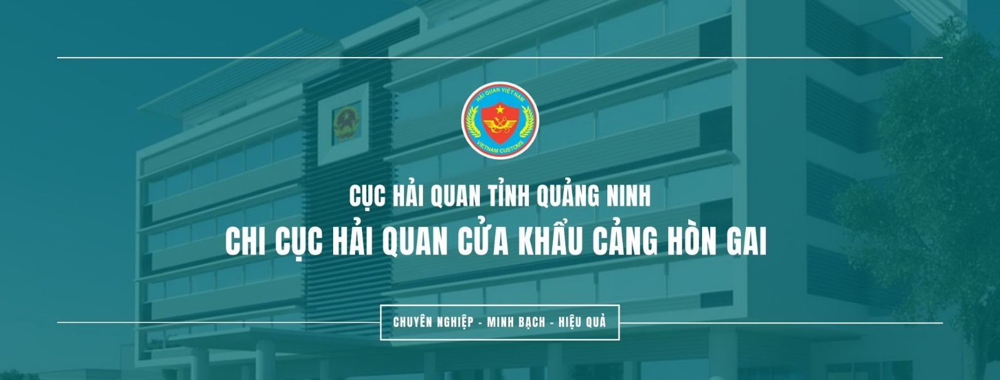 HẢI QUAN VIỆT NAM
VIETNAM CUSTOMS
CỤC HẢI QUAN TỈNH QUẢNG NINH
CHI CỤC HẢI QUAN CỬA KHẨU CẢNG HÒN GAI
CHUYÊN NGHIỆP - MINH BẠCH - HIỆU QUẢ